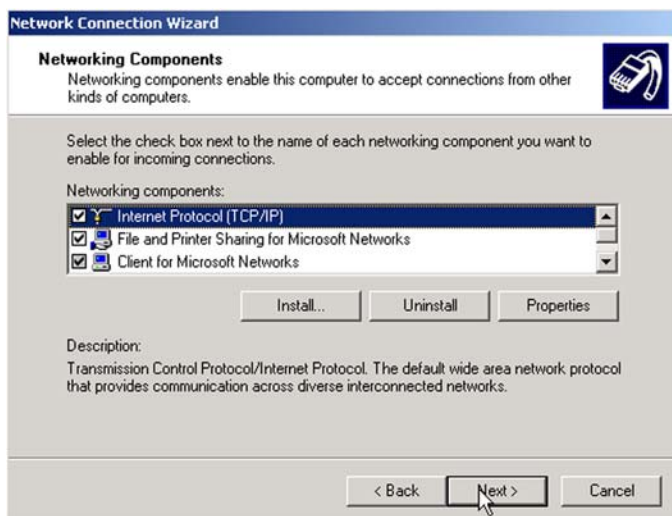 Network Connection Wizard
Networking Components
Networking components enable this computer to accept connections from other
kinds of computers.
Select the check box next to the name of each networking component you want to
enable for incoming connections.
Networking components:
Internet Protocol (TCP/IP)
File and Printer Sharing for Microsoft Networks
Client for Microsoft Networks
Install... Uninstall Properties
Description:
Transmission Control Protocol/Internet Protocol. The default wide area network protocol
that provides communication across diverse interconnected networks.
< Back Next > Cancel